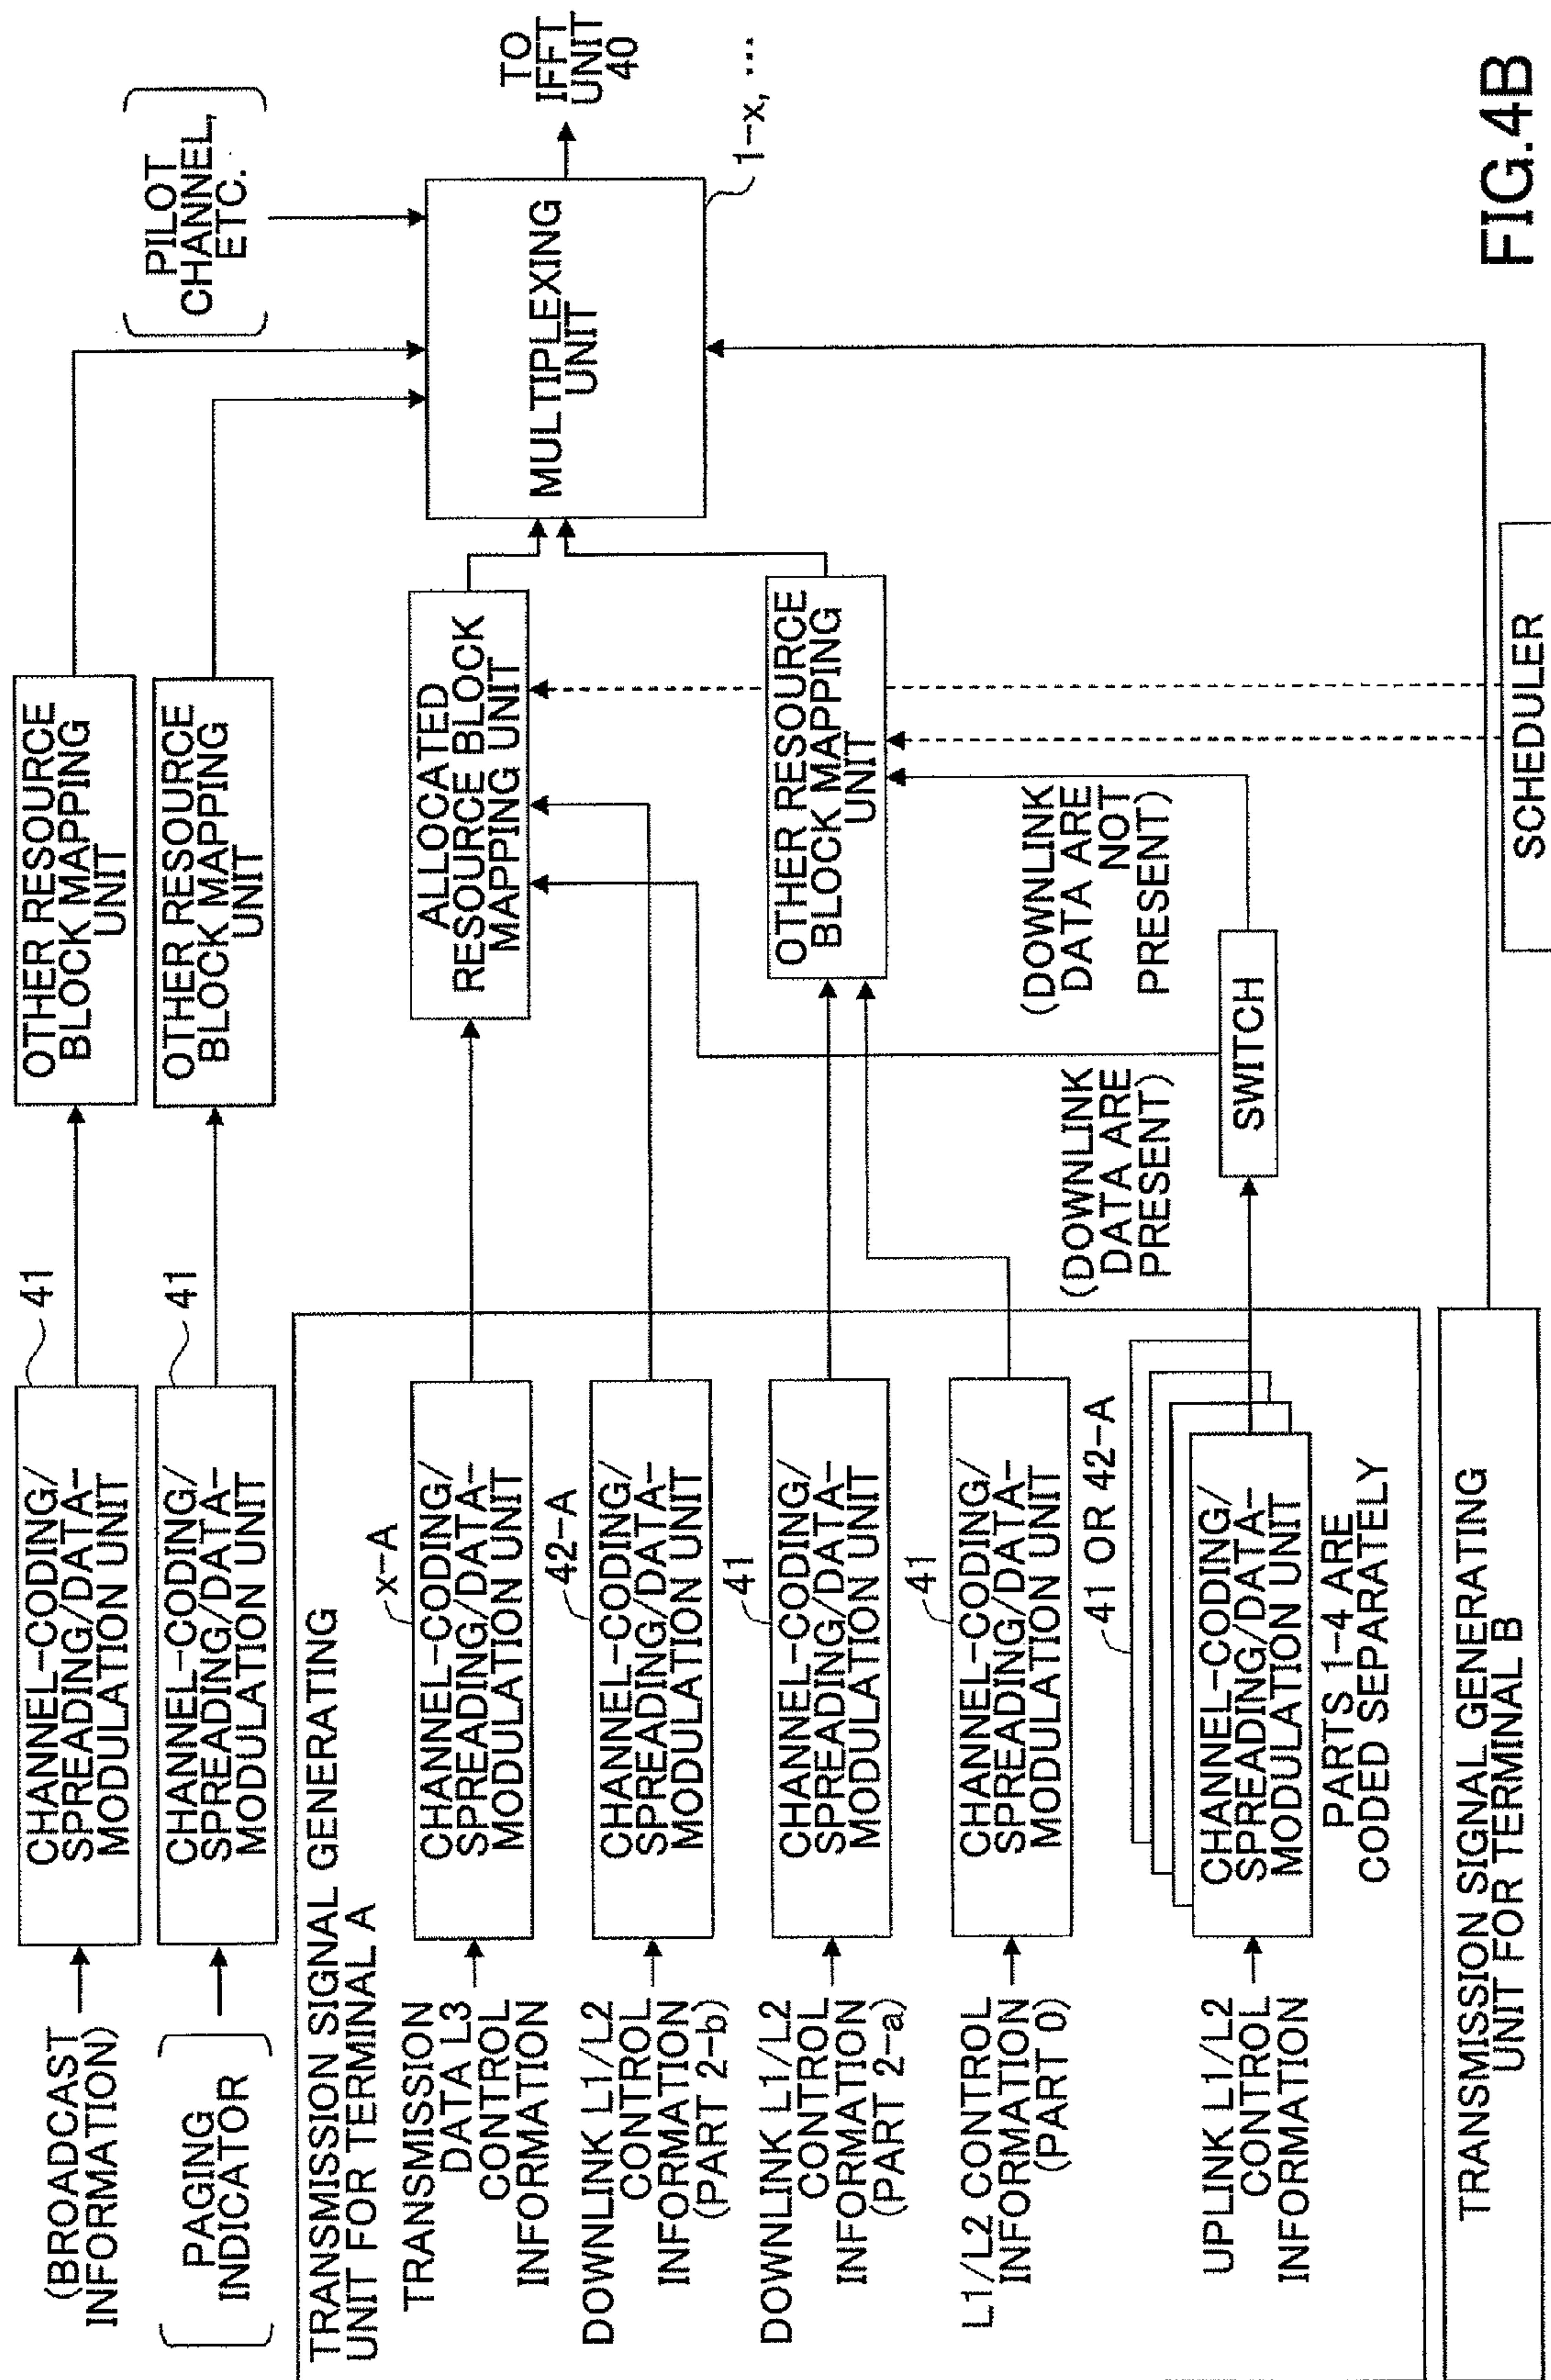 (BROADCAST
INFORMATION)
CHANNEL-CODING/
SPREADING/DATA-
MODULATION UNIT
41
OTHER RESOURCE
BLOCK MAPPING
UNIT
PAGING
INDICATOR
CHANNEL-CODING/
SPREADING/DATA-
MODULATION UNIT
41
OTHER RESOURCE
BLOCK MAPPING
UNIT
PILOT
CHANNEL,
ETC.
TRANSMISSION SIGNAL GENERATING
UNIT FOR TERMINAL A
TRANSMISSION
DATA L3
CONTROL
INFORMATION
x-A
CHANNEL-CODING/
SPREADING/DATA-
MODULATION UNIT
ALLOCATED
RESOURCE BLOCK
MAPPING UNIT
MULTIPLEXING
UNIT
TO
IFFT
UNIT
40
1-x, ...
DOWNLINK L1/L2
CONTROL
INFORMATION
(PART 2-b)
42-A
CHANNEL-CODING/
SPREADING/DATA-
MODULATION UNIT
DOWNLINK L1/L2
CONTROL
INFORMATION
(PART 2-a)
41
CHANNEL-CODING/
SPREADING/DATA-
MODULATION UNIT
OTHER RESOURCE
BLOCK MAPPING
UNIT
L1/L2 CONTROL
INFORMATION
(PART 0)
41
CHANNEL-CODING/
SPREADING/DATA-
MODULATION UNIT
(DOWNLINK
DATA ARE
PRESENT)
(DOWNLINK
DATA ARE
NOT
PRESENT)
UPLINK L1/L2
CONTROL
INFORMATION
41 OR 42-A
CHANNEL-CODING/
SPREADING/DATA-
MODULATION UNIT
PARTS 1-4 ARE
CODED SEPARATELY
SWITCH
TRANSMISSION SIGNAL GENERATING
UNIT FOR TERMINAL B
SCHEDULER
FIG.4B